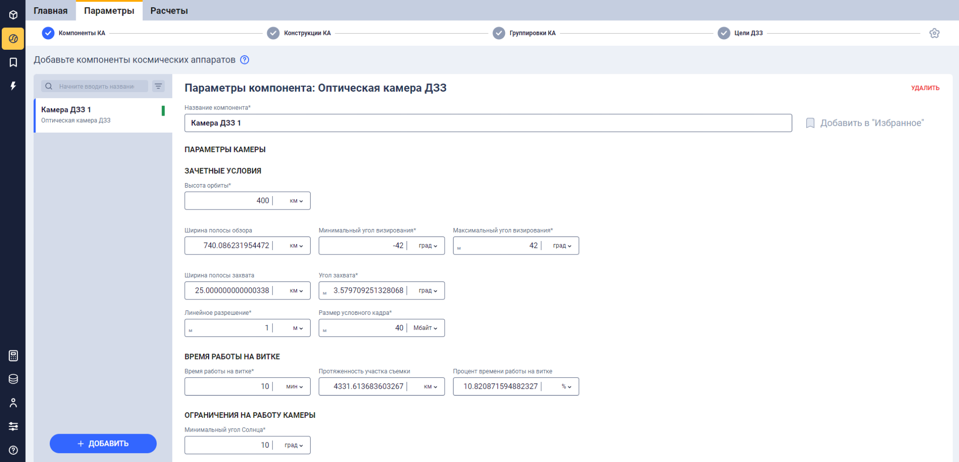 Главная Параметры Расчеты
Компоненты КА Конструкции КА Группировки КА Цели ДЗЗ
Добавьте компоненты космических аппаратов
Начните вводить названи
Камера ДЗЗ 1
Оптическая камера ДЗЗ
+ ДОБАВИТЬ
Параметры компонента: Оптическая камера ДЗЗ
УДАЛИТЬ
Название компонента*
Камера ДЗЗ 1
Добавить в "Избранное"
ПАРАМЕТРЫ КАМЕРЫ
ЗАЧЕТНЫЕ УСЛОВИЯ
Высота орбиты*
400 км
Ширина полосы обзора Минимальный угол визирования* Максимальный угол визирования*
740.086231954472 км -42 град 42 град
Ширина полосы захвата Угол захвата*
25.000000000000338 км 3.579709251328068 град
Линейное разрешение* Размер условного кадра*
1 м 40 Мбайт
ВРЕМЯ РАБОТЫ НА ВИТКЕ
Время работы на витке* Протяженность участка съемки Процент времени работы на витке
10 мин 4331.613683603267 км 10.820871594882327 %
ОГРАНИЧЕНИЯ НА РАБОТУ КАМЕРЫ
Минимальный угол Солнца*
10 град